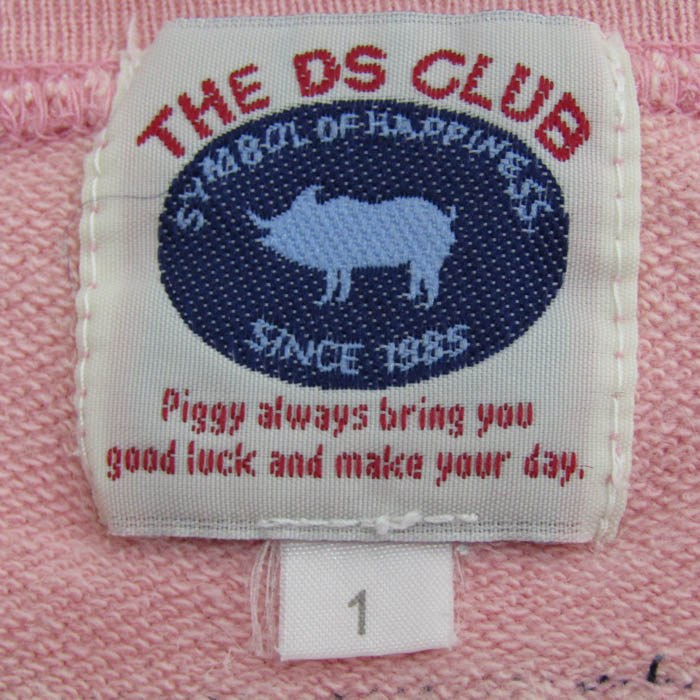 THE DS CLUB
SYMBOL OF HAPPINESS
SINCE 1985
Piggy always bring you
good luck and make your day.
1